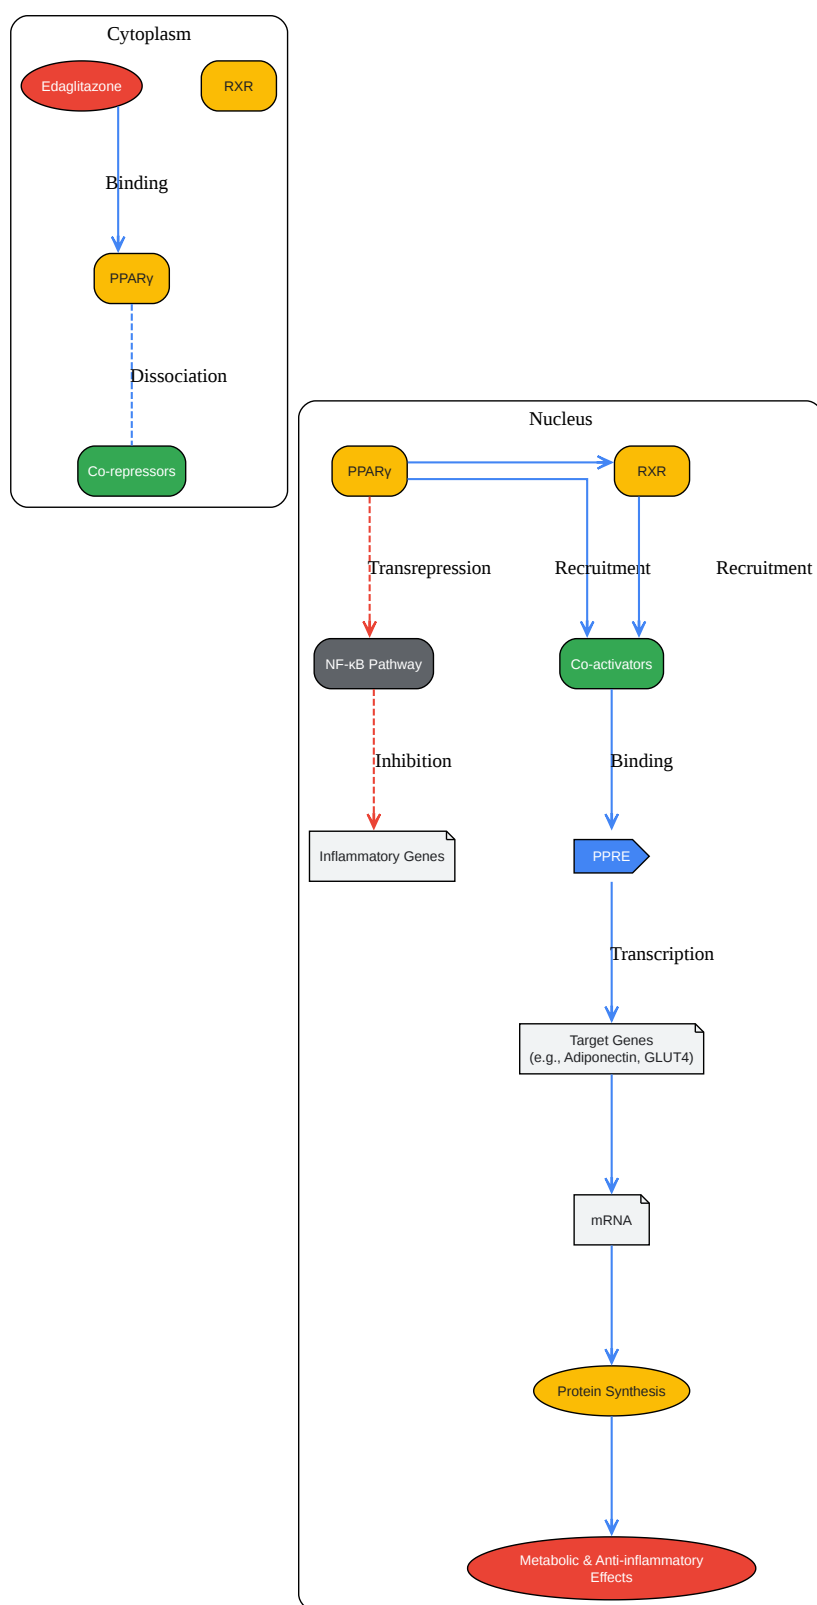 Cytoplasm
Edaglitazone
RXR
Binding
PPARγ
Dissociation
Co-repressors
Nucleus
PPARγ
RXR
Transrepression
Recruitment
Recruitment
NF-κB Pathway
Co-activators
Inhibition
Binding
Inflammatory Genes
PPRE
Transcription
Target Genes
(e.g., Adiponectin, GLUT4)
mRNA
Protein Synthesis
Metabolic & Anti-inflammatory
Effects